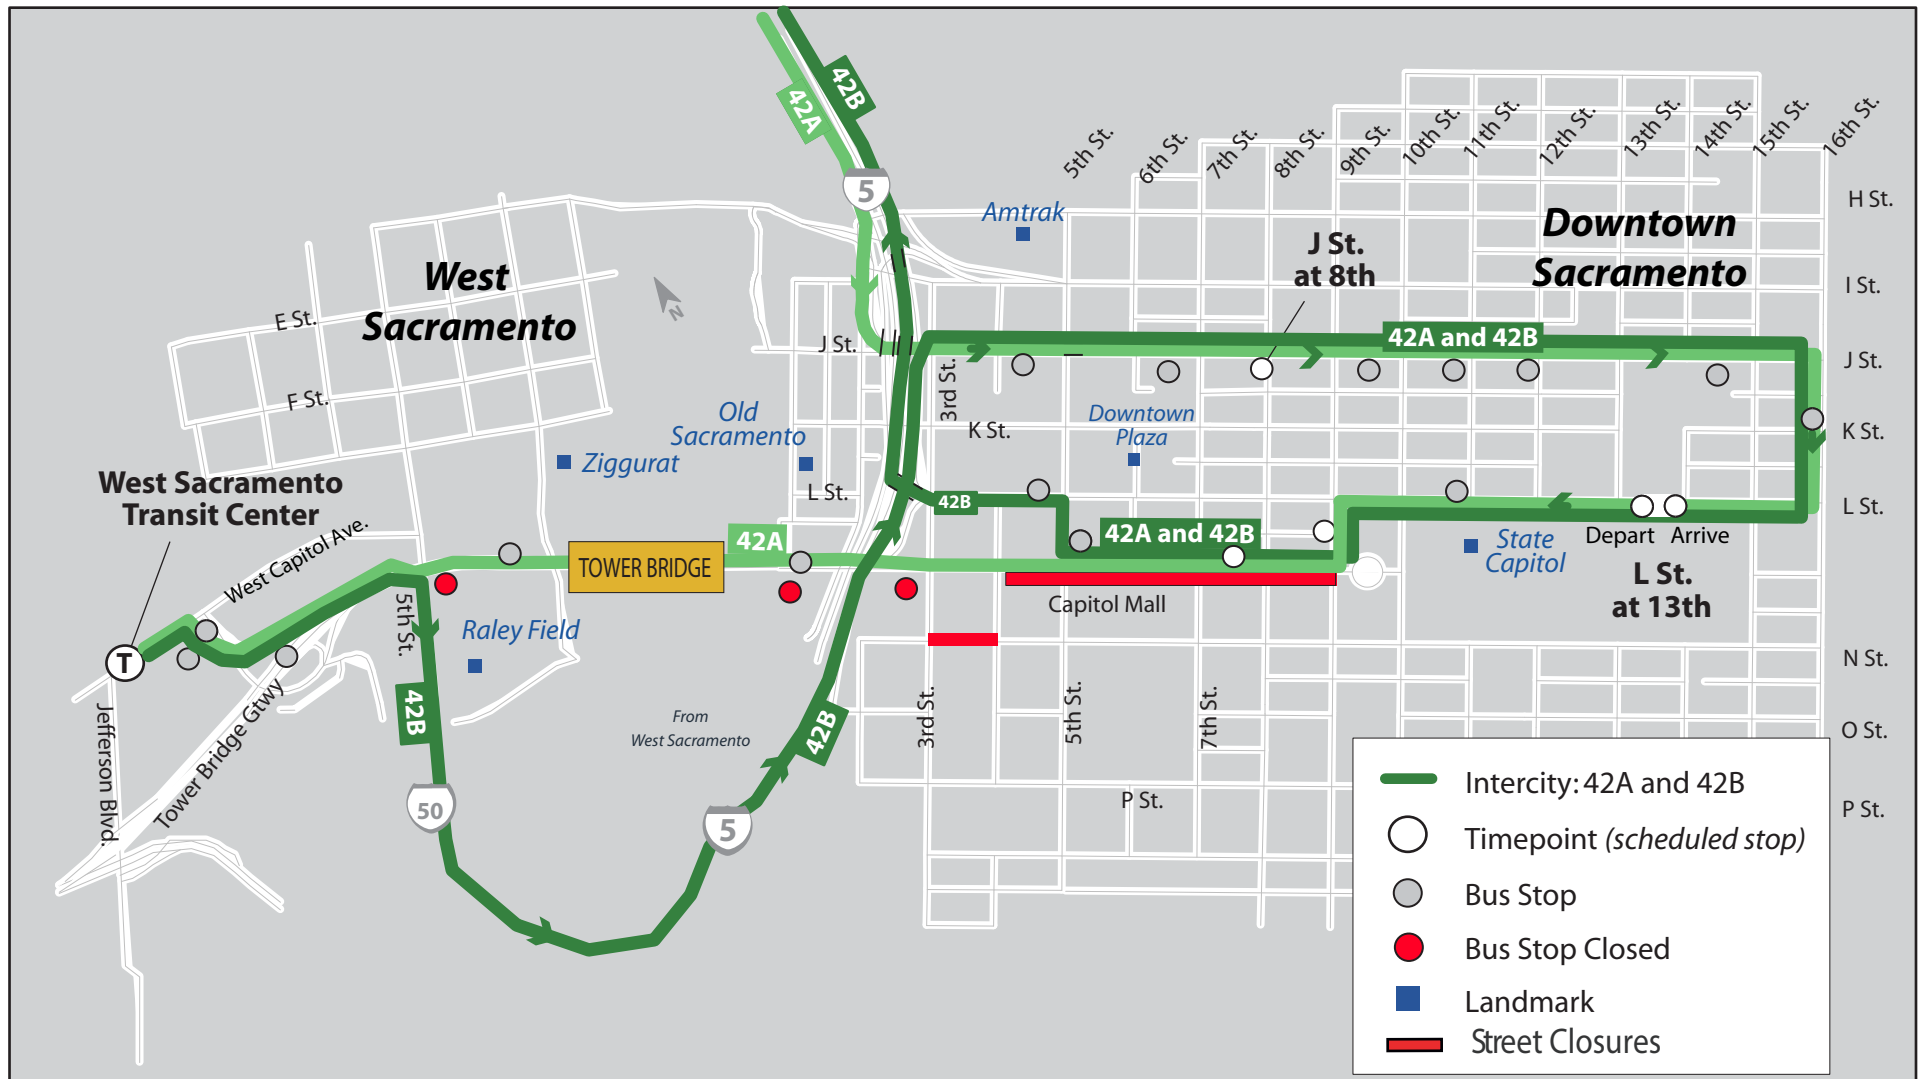 42A
42B
5
5th St.
6th St.
7th St.
8th St.
9th St.
10th St.
11th St.
12th St.
13th St.
14th St.
15th St.
16th St.
H St.
I St.
J St.
K St.
L St.
N St.
O St.
P St.
Amtrak
J St.
at 8th
Downtown
Sacramento
West
Sacramento
N
E St.
F St.
J St.
3rd St.
42A and 42B
Old
Sacramento
Ziggurat
K St.
Downtown
Plaza
L St.
42B
West Sacramento
Transit Center
West Capitol Ave.
42A
TOWER BRIDGE
42A and 42B
State
Capitol
Depart
Arrive
L St.
at 13th
Capitol Mall
5th St.
Raley Field
T
42B
Jefferson Blvd.
Tower Bridge Gtwy
From
West Sacramento
42B
3rd St.
5th St.
7th St.
50
5
P St.
Intercity: 42A and 42B
Timepoint (scheduled stop)
Bus Stop
Bus Stop Closed
Landmark
Street Closures